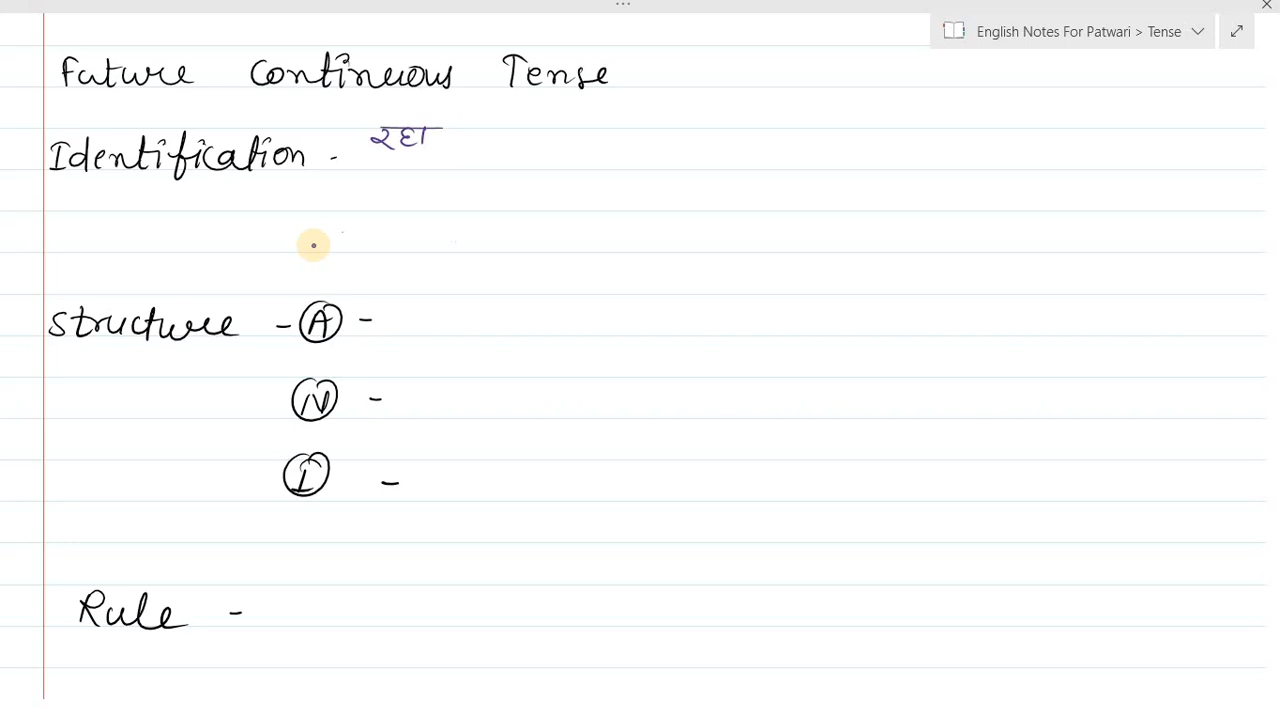 English Notes For Patwari > Tense
Future Continuous Tense
Identification - रहा
Structure - A -
N -
I -
Rule -